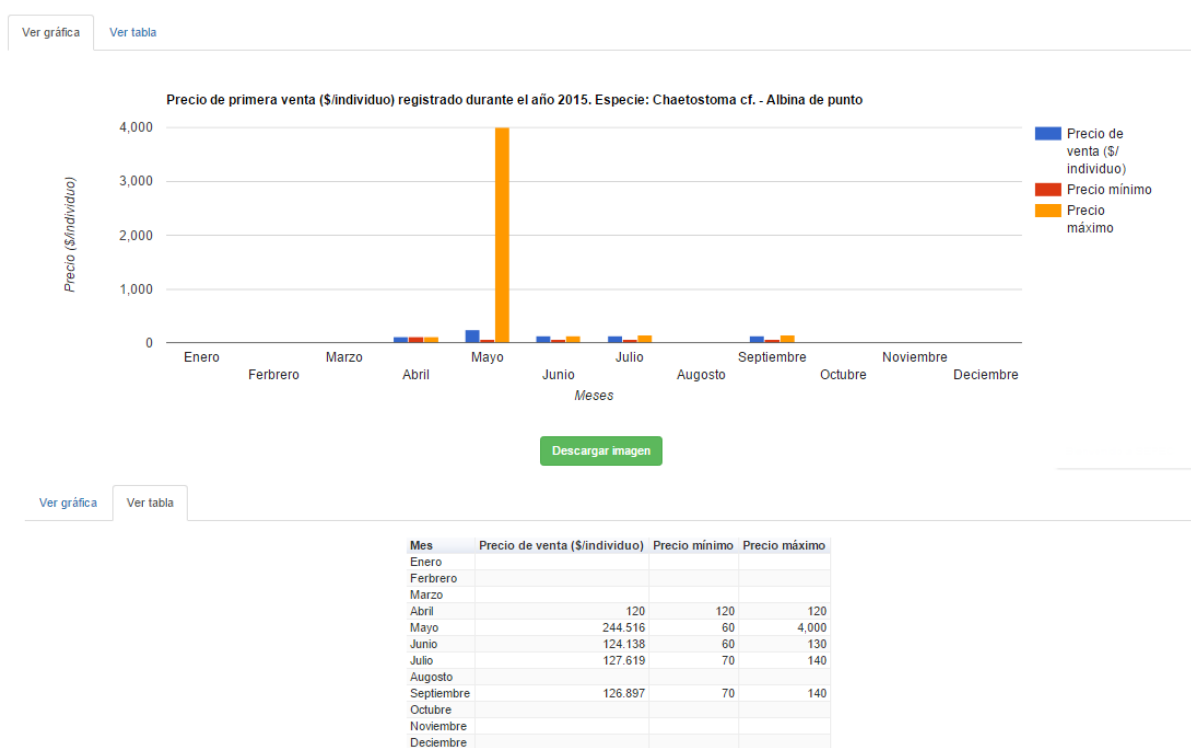 Ver gráfica Ver tabla
Precio de primera venta ($/individuo) registrado durante el año 2015. Especie: Chaetostoma cf. - Albina de punto
4,000
3,000
2,000
1,000
0
Precio ($/individuo)
Precio de
venta ($/
individuo)
Precio mínimo
Precio
máximo
Enero Marzo Mayo Julio Septiembre Noviembre
Ferbrero Abril Junio Augosto Octubre Deciembre
Meses
Descargar imagen
Ver gráfica Ver tabla
Mes Precio de venta ($/individuo) Precio mínimo Precio máximo
Enero
Ferbrero
Marzo
Abril 120 120 120
Mayo 244.516 60 4,000
Junio 124.138 60 130
Julio 127.619 70 140
Augosto
Septiembre 126.897 70 140
Octubre
Noviembre
Deciembre